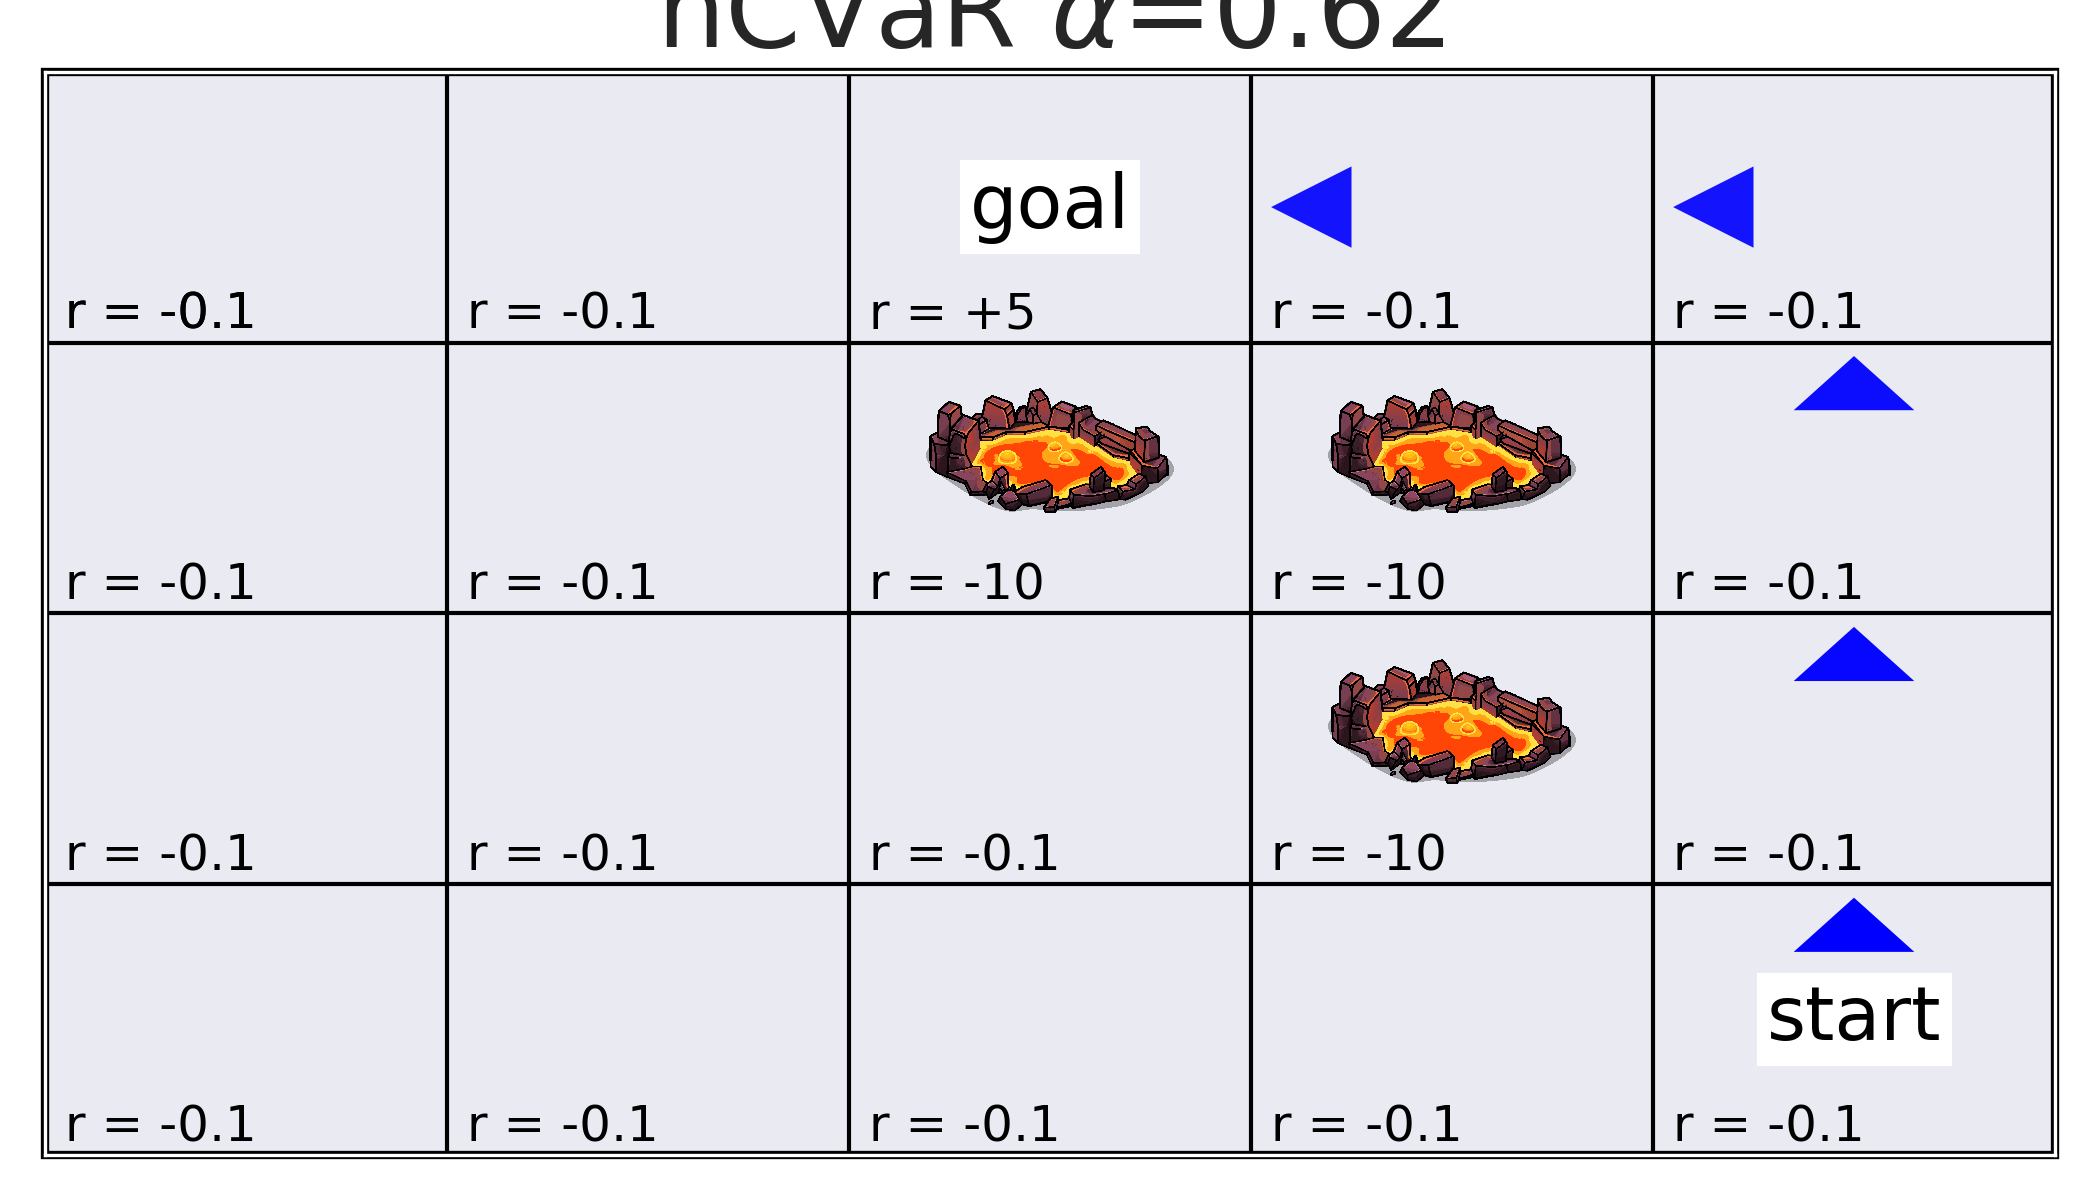 nCVaR α=0.62
goal
r = -0.1 r = -0.1 r = +5 r = -0.1 r = -0.1
r = -0.1 r = -0.1 r = -10 r = -10 r = -0.1
r = -0.1 r = -0.1 r = -0.1 r = -10 r = -0.1
start
r = -0.1 r = -0.1 r = -0.1 r = -0.1 r = -0.1